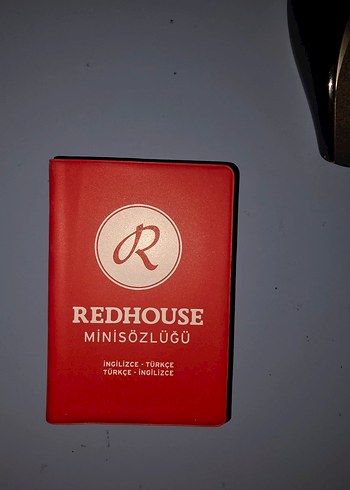 R
REDHOUSE
MİNİSÖZLÜĞÜ
İNGİLİZCE - TÜRKÇE
TÜRKÇE - İNGİLİZCE